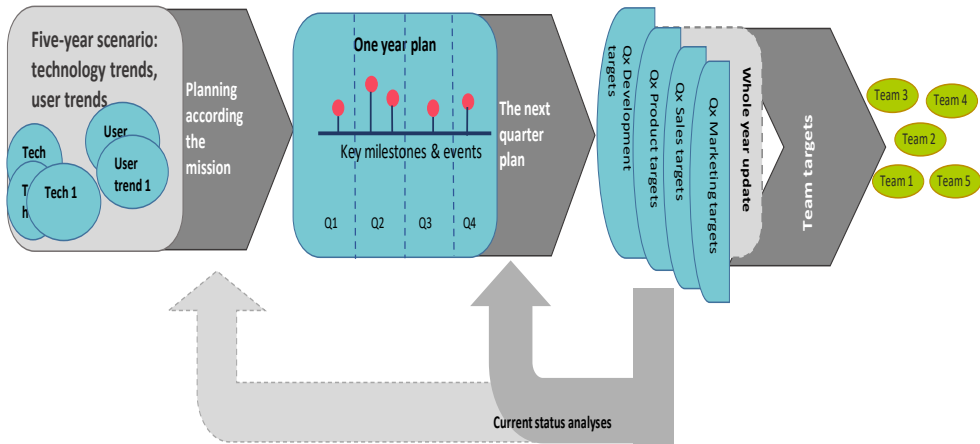 Five-year scenario:
technology trends,
user trends
Tech
Tech 1
User
User
trend 1
Planning
according
the
mission
One year plan
Key milestones & events
Q1
Q2
Q3
Q4
The next
quarter
plan
Qx Development
targets
Qx Product targets
Qx Sales targets
Qx Marketing targets
Whole year update
Team targets
Team 3
Team 4
Team 2
Team 1
Team 5
Current status analyses